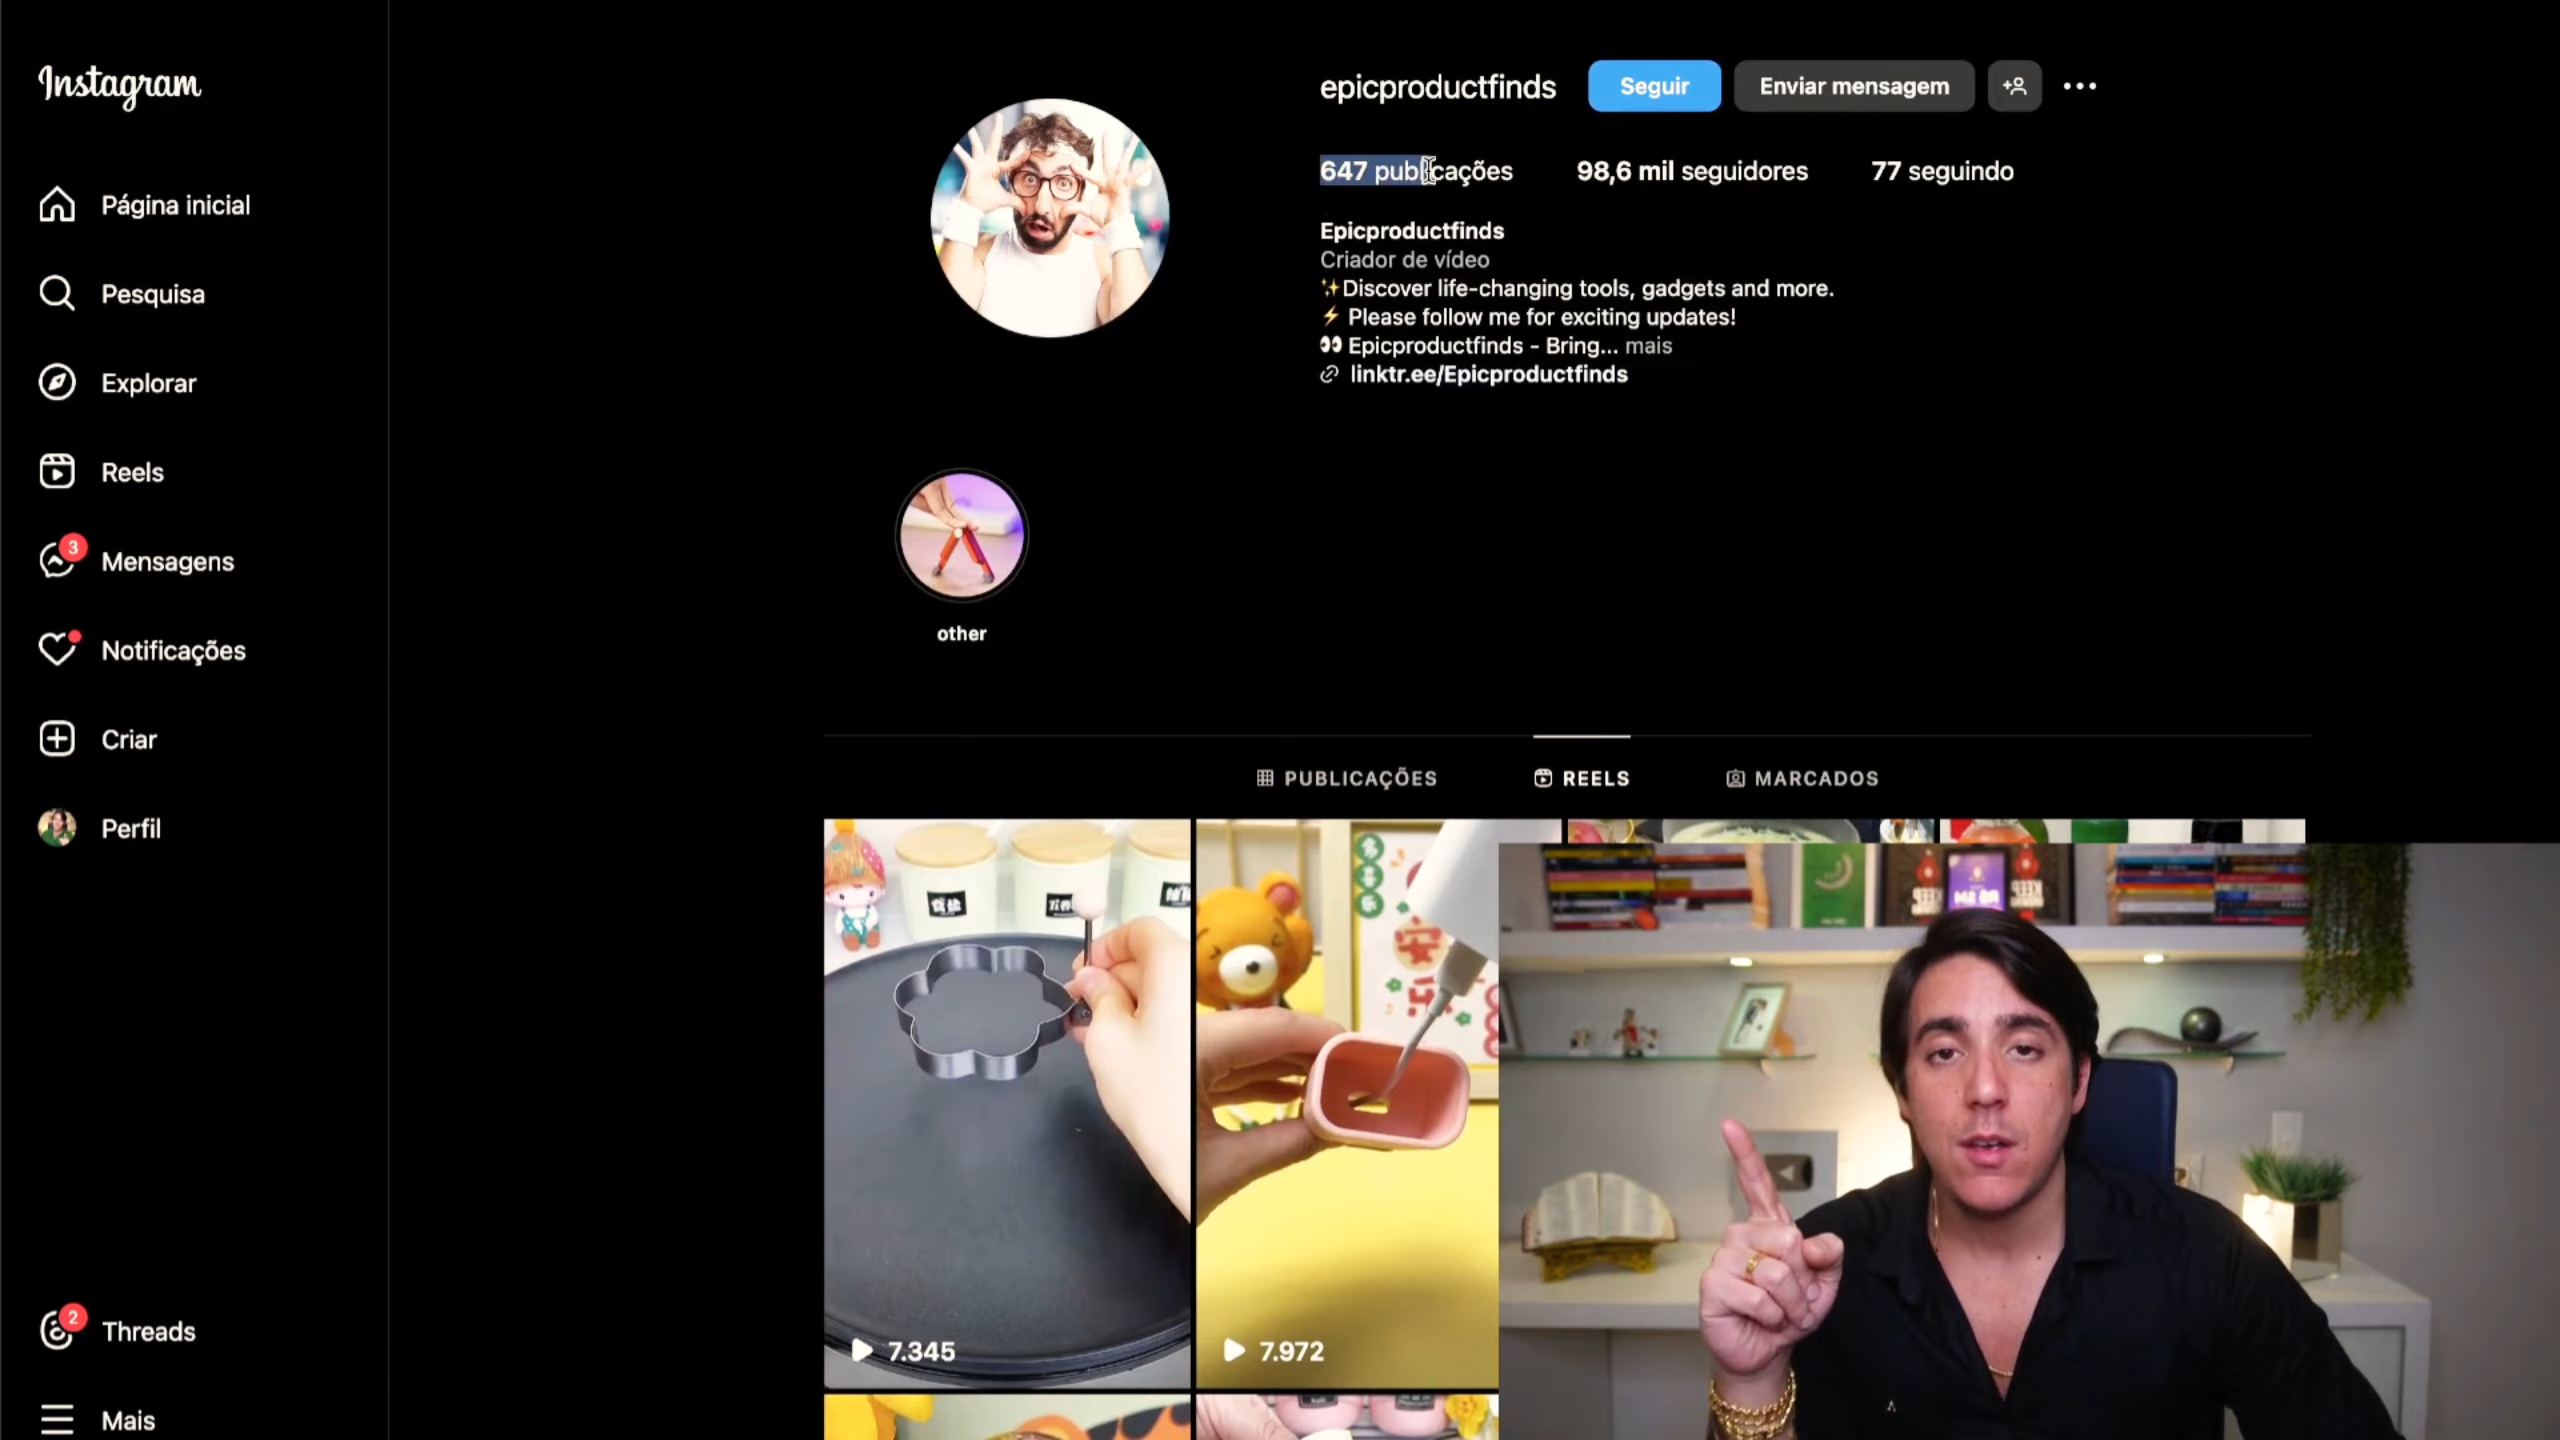 Instagram
Página inicial
Pesquisa
Explorar
Reels
3
Mensagens
Notificações
Criar
Perfil
2
Threads
Mais
epicproductfinds
Seguir
Enviar mensagem
647 publicações 98,6 mil seguidores 77 seguindo
Epicproductfinds
Criador de vídeo
✨Discover life-changing tools, gadgets and more.
⚡ Please follow me for exciting updates!
👀 Epicproductfinds - Bring... mais
linktr.ee/Epicproductfinds
other
PUBLICAÇÕES REELS MARCADOS
7.345
7.972